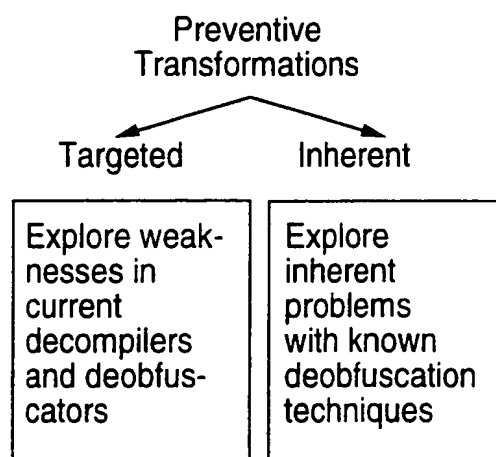 Preventive
Transformations
Targeted
Inherent
Explore weak-
nesses in
current
decompilers
and deobfus-
cators
Explore
inherent
problems
with known
deobfuscation
techniques